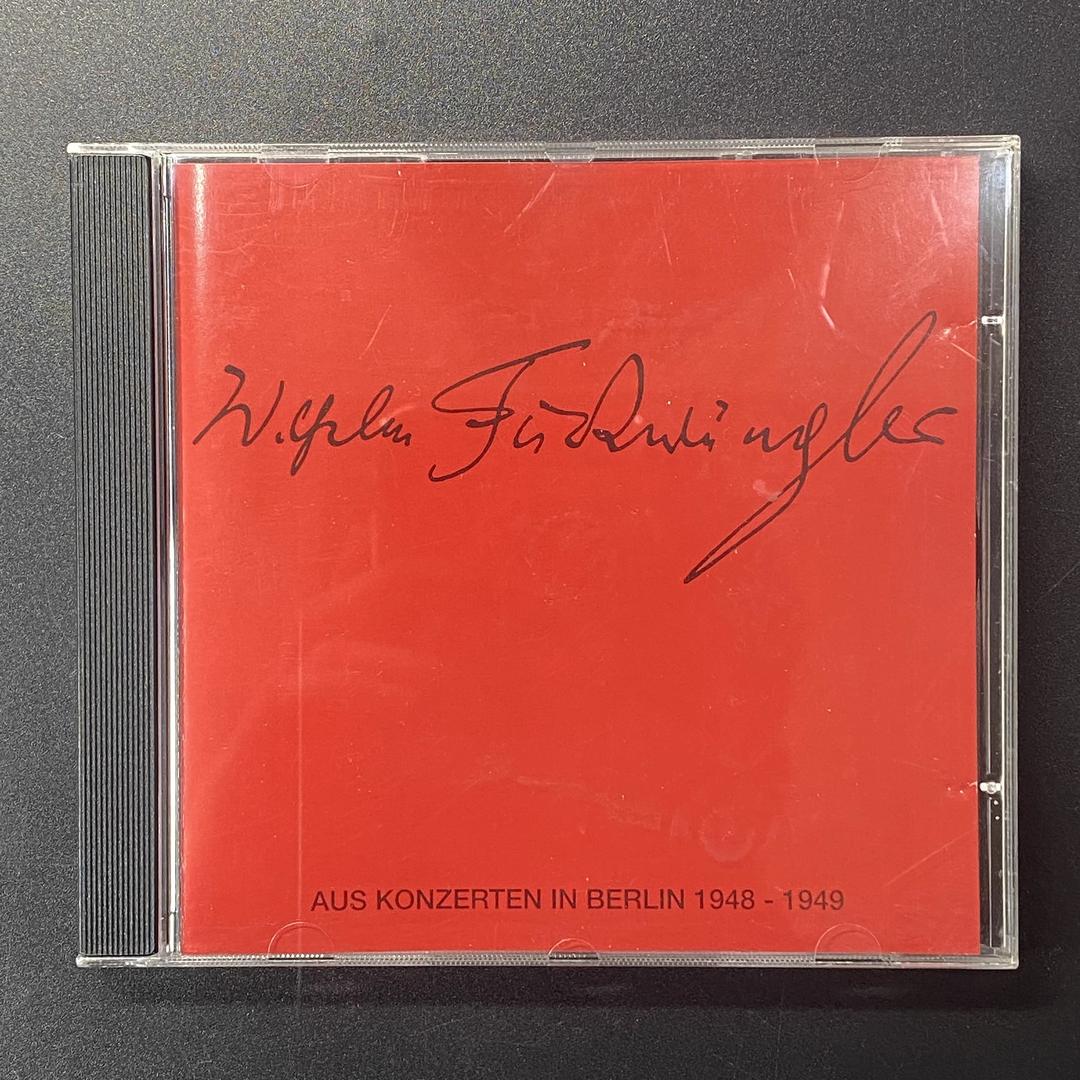 Wilhelm Furtwängler
AUS KONZERTEN IN BERLIN 1948 - 1949